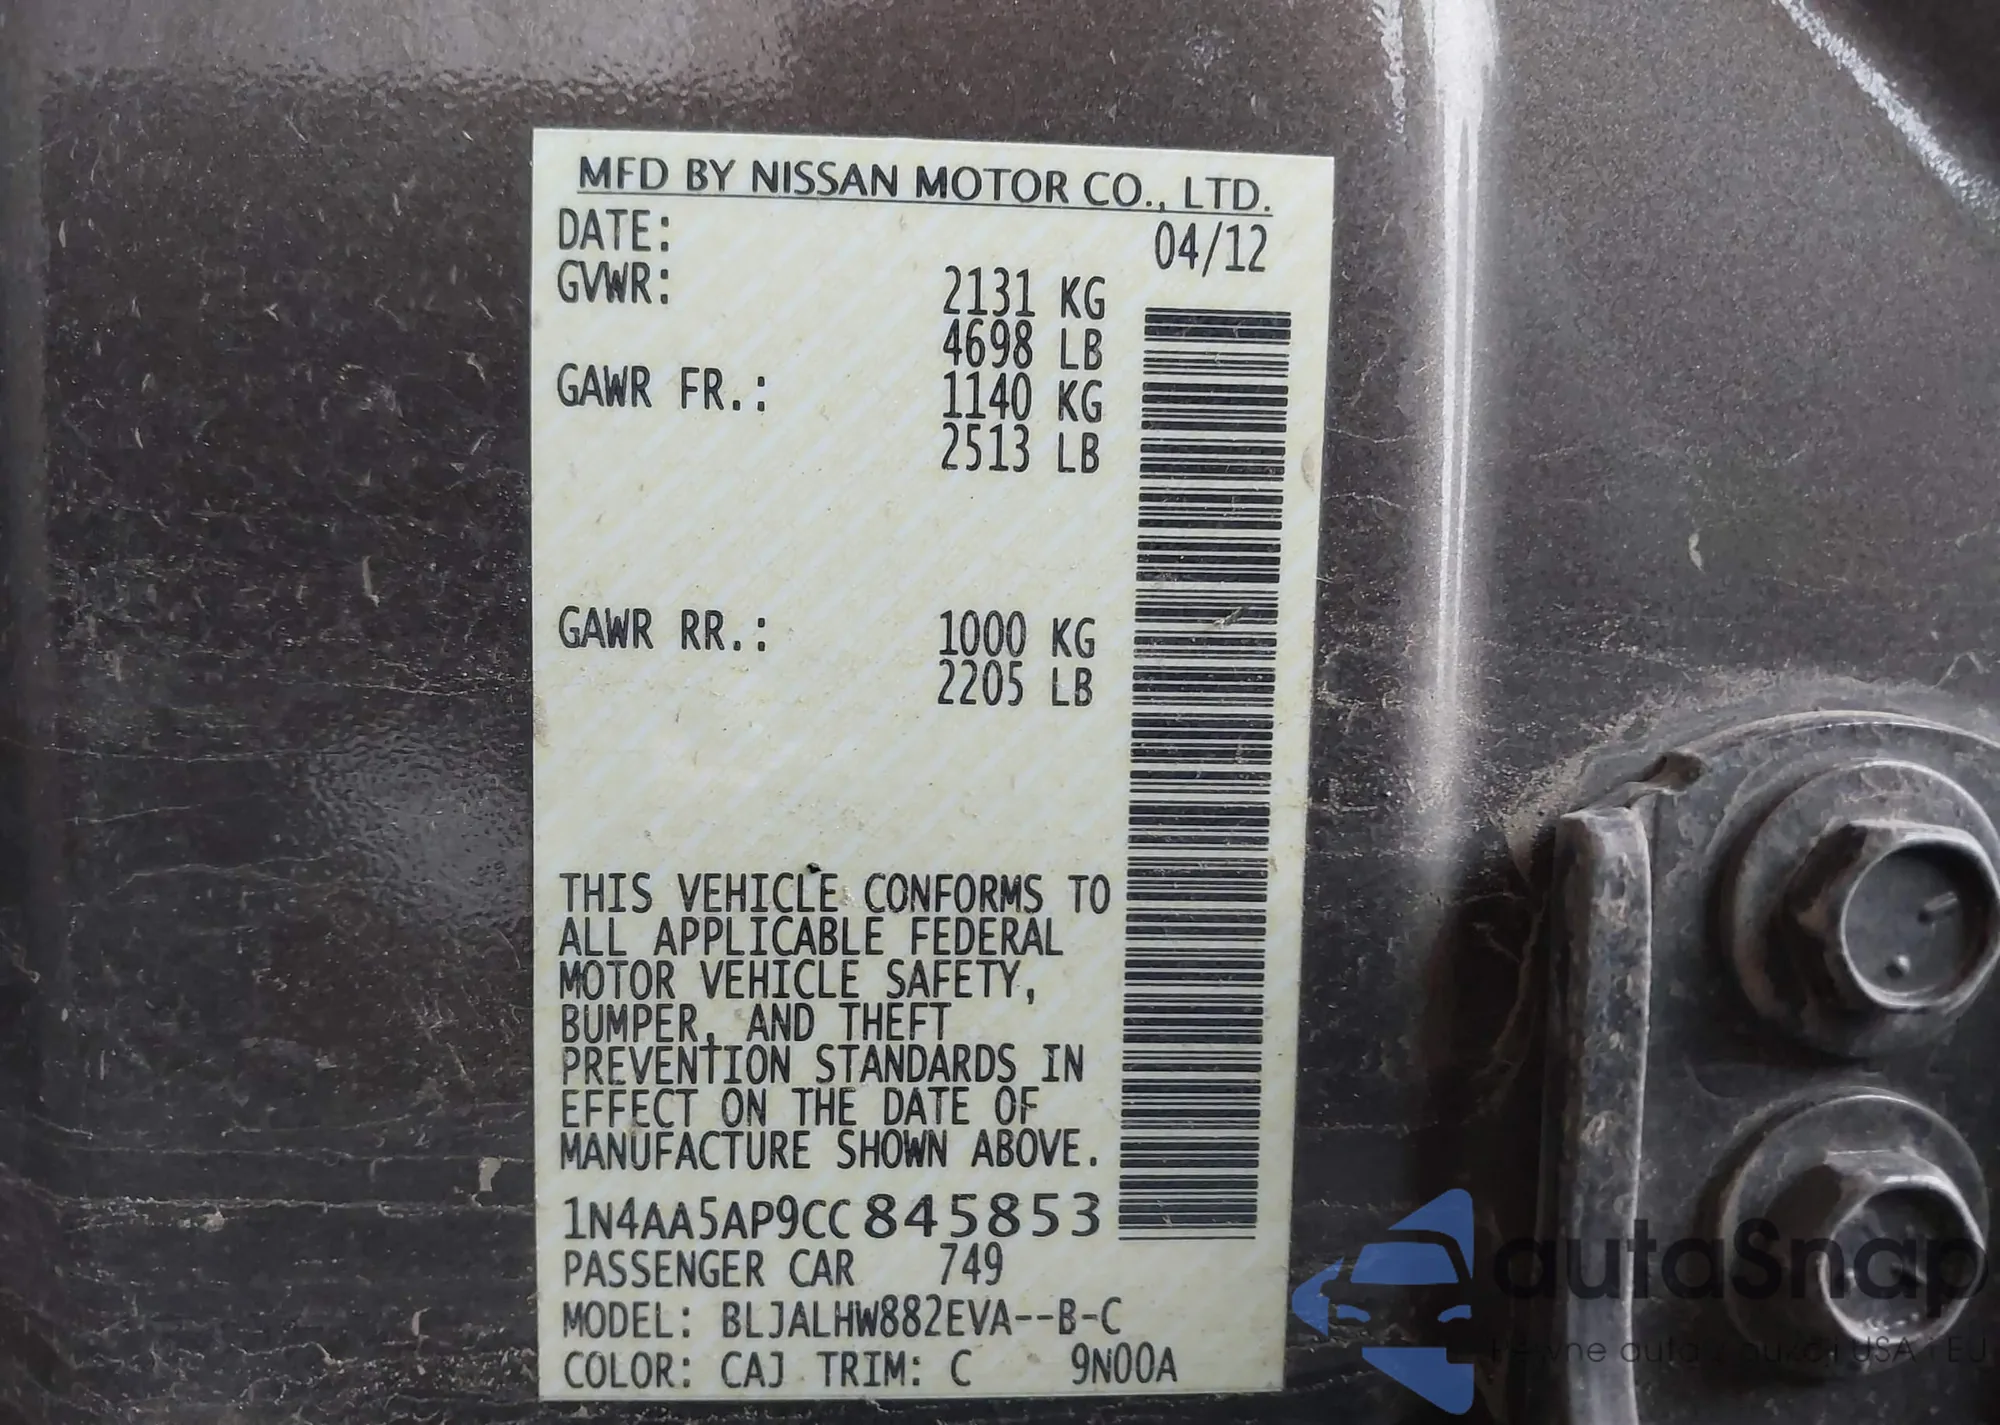 MFD BY NISSAN MOTOR CO., LTD.
DATE: 04/12
GVWR: 2131 KG
4698 LB
GAWR FR.: 1140 KG
2513 LB
GAWR RR.: 1000 KG
2205 LB
THIS VEHICLE CONFORMS TO
ALL APPLICABLE FEDERAL
MOTOR VEHICLE SAFETY,
BUMPER, AND THEFT
PREVENTION STANDARDS IN
EFFECT ON THE DATE OF
MANUFACTURE SHOWN ABOVE.
1N4AA5AP9CC845853
PASSENGER CAR 749
MODEL: BLJALHW882EVA--B-C
COLOR: CAJ TRIM: C 9N00A
autaSnap
USA EU